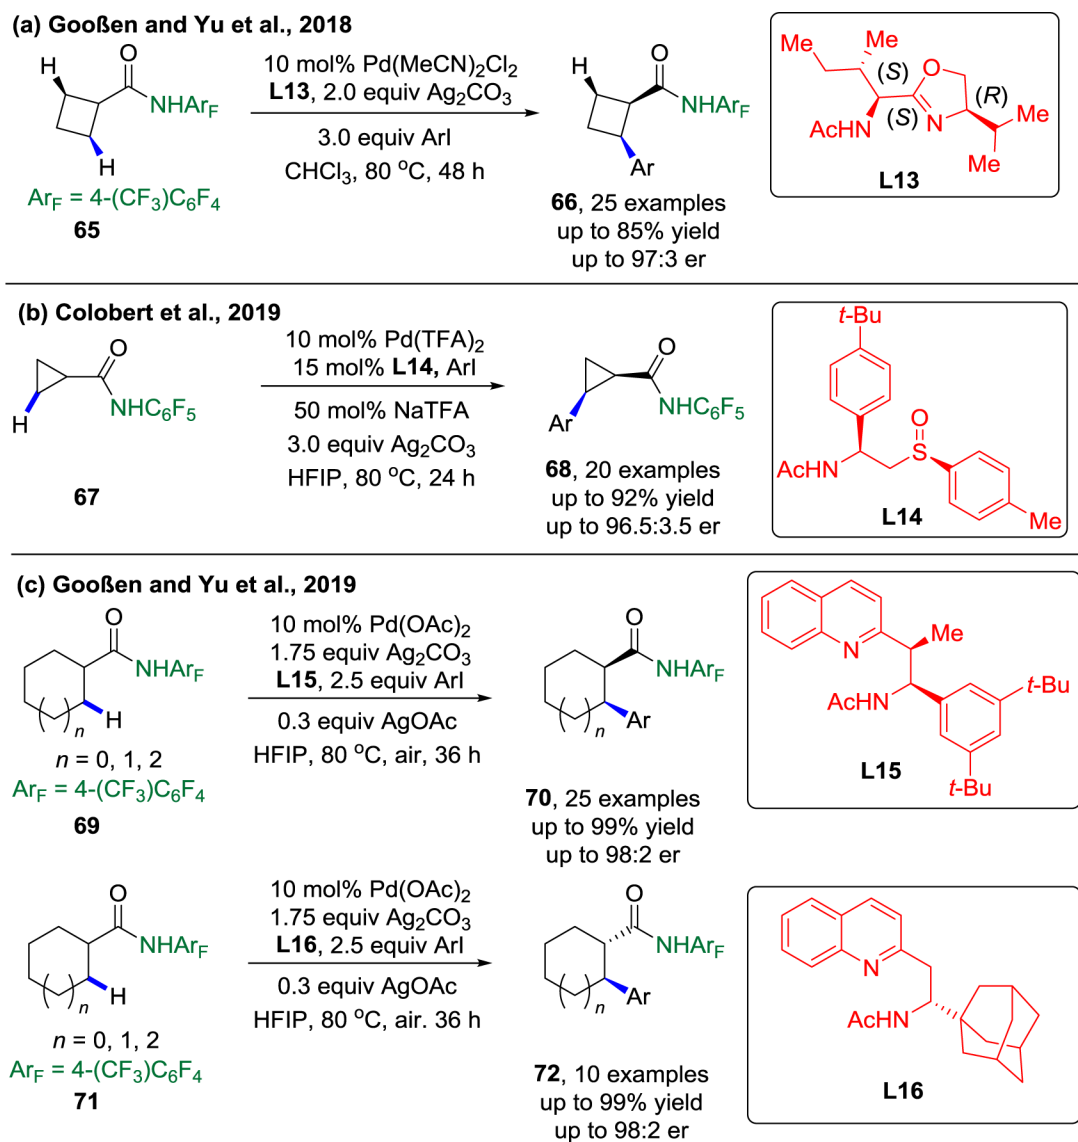 (a) Gooßen and Yu et al., 2018
H
O
NHArF
H
ArF = 4-(CF3)C6F4
65
10 mol% Pd(MeCN)2Cl2
L13, 2.0 equiv Ag2CO3
3.0 equiv ArI
CHCl3, 80 °C, 48 h
H
O
NHArF
Ar
66, 25 examples
up to 85% yield
up to 97:3 er
Me
Me
(S)
O
(R)
AcHN
(S)
N
Me
Me
L13
(b) Colobert et al., 2019
O
H
NHC6F5
67
10 mol% Pd(TFA)2
15 mol% L14, ArI
50 mol% NaTFA
3.0 equiv Ag2CO3
HFIP, 80 °C, 24 h
O
Ar
NHC6F5
68, 20 examples
up to 92% yield
up to 96.5:3.5 er
t-Bu
O
AcHN
S
Me
L14
(c) Gooßen and Yu et al., 2019
O
NHArF
H
n
n = 0, 1, 2
ArF = 4-(CF3)C6F4
69
10 mol% Pd(OAc)2
1.75 equiv Ag2CO3
L15, 2.5 equiv ArI
0.3 equiv AgOAc
HFIP, 80 °C, air, 36 h
O
NHArF
Ar
n
70, 25 examples
up to 99% yield
up to 98:2 er
N
Me
AcHN
t-Bu
t-Bu
L15
O
NHArF
H
n
n = 0, 1, 2
ArF = 4-(CF3)C6F4
71
10 mol% Pd(OAc)2
1.75 equiv Ag2CO3
L16, 2.5 equiv ArI
0.3 equiv AgOAc
HFIP, 80 °C, air. 36 h
O
NHArF
Ar
n
72, 10 examples
up to 99% yield
up to 98:2 er
N
AcHN
L16